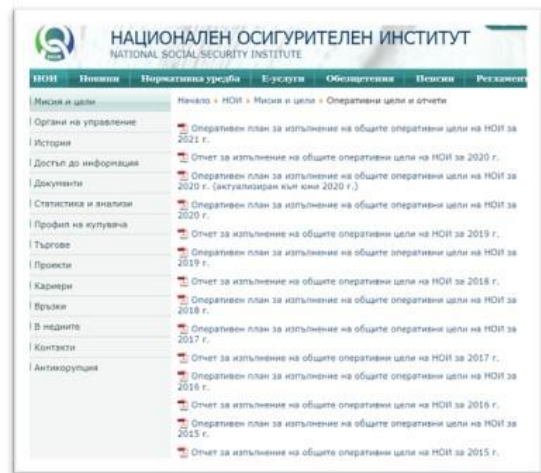 НАЦИОНАЛЕН ОСИГУРИТЕЛЕН ИНСТИТУТ
NATIONAL SOCIAL SECURITY INSTITUTE
НОИ Новини Нормативна уредба Е-услуги Обезщетения Пенсии Регламент
Мисия и цели
Органи на управление
История
Достъп до информация
Документи
Статистика и анализи
Профил на купувача
Търгове
Проекти
Кариери
Връзки
В медиите
Контакти
Антикорупция
Начало » НОИ » Мисия и цели » Оперативни цели и отчети
Оперативен план за изпълнение на общите оперативни цели на НОИ за
2021 г.
Отчет за изпълнение на общите оперативни цели на НОИ за 2020 г.
Оперативен план за изпълнение на общите оперативни цели на НОИ за
2020 г. (актуализиран към юни 2020 г.)
Оперативен план за изпълнение на общите оперативни цели на НОИ за
2020 г.
Отчет за изпълнение на общите оперативни цели на НОИ за 2019 г.
Оперативен план за изпълнение на общите оперативни цели на НОИ за
2019 г.
Отчет за изпълнение на общите оперативни цели на НОИ за 2018 г.
Оперативен план за изпълнение на общите оперативни цели на НОИ за
2018 г.
Оперативен план за изпълнение на общите оперативни цели на НОИ за
2017 г.
Отчет за изпълнение на общите оперативни цели на НОИ за 2017 г.
Оперативен план за изпълнение на общите оперативни цели на НОИ за
2016 г.
Отчет за изпълнение на общите оперативни цели на НОИ за 2016 г.
Оперативен план за изпълнение на общите оперативни цели на НОИ за
2015 г.
Отчет за изпълнение на общите оперативни цели на НОИ за 2015 г.